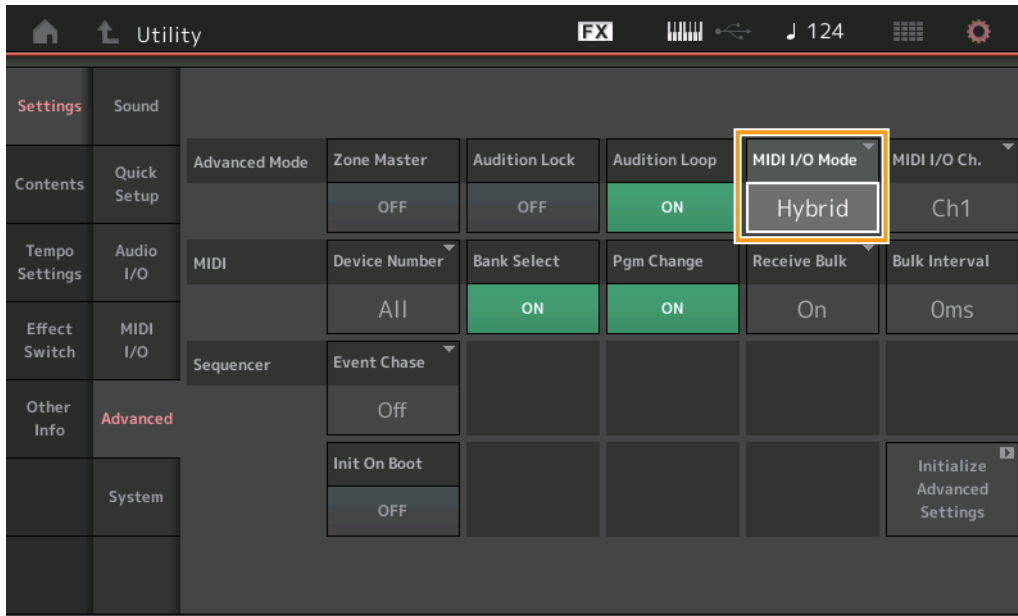 Utility
FX
♩ 124
Settings
Sound
Advanced Mode
Zone Master
OFF
Audition Lock
OFF
Audition Loop
ON
MIDI I/O Mode
Hybrid
MIDI I/O Ch.
Ch1
Contents
Quick
Setup
Tempo
Settings
Audio
I/O
MIDI
Device Number
All
Bank Select
ON
Pgm Change
ON
Receive Bulk
On
Bulk Interval
0ms
Effect
Switch
MIDI
I/O
Sequencer
Event Chase
Off
Other
Info
Advanced
Init On Boot
OFF
Initialize
Advanced
Settings
System